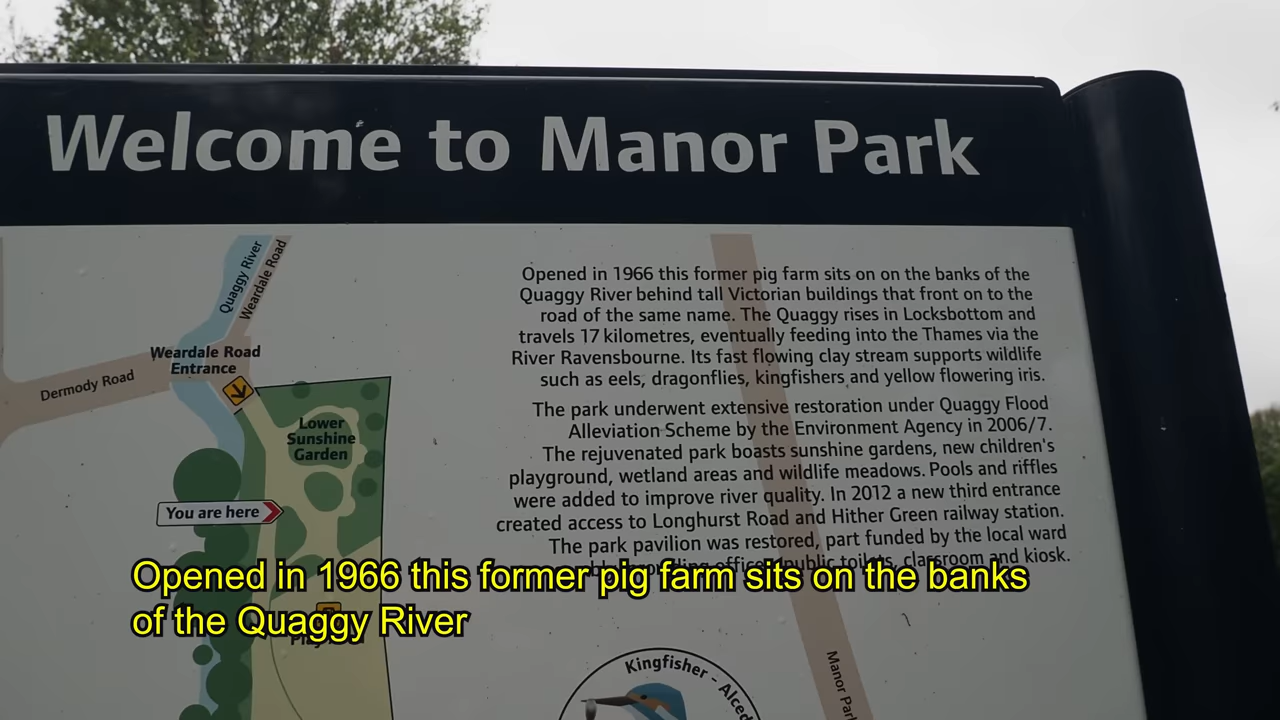 Welcome to Manor Park
Quaggy River
Weardale Road
Weardale Road
Entrance
Dermody Road
Lower
Sunshine
Garden
You are here
Opened in 1966 this former pig farm sits on on the banks of the
Quaggy River behind tall Victorian buildings that front on to the
road of the same name. The Quaggy rises in Locksbottom and
travels 17 kilometres, eventually feeding into the Thames via the
River Ravensbourne. Its fast flowing clay stream supports wildlife
such as eels, dragonflies, kingfishers and yellow flowering iris.
The park underwent extensive restoration under Quaggy Flood
Alleviation Scheme by the Environment Agency in 2006/7.
The rejuvenated park boasts sunshine gardens, new children's
playground, wetland areas and wildlife meadows. Pools and riffles
were added to improve river quality. In 2012 a new third entrance
created access to Longhurst Road and Hither Green railway station.
The park pavilion was restored, part funded by the local ward
public toilets, classroom and kiosk.
Opened in 1966 this former pig farm sits on the banks
of the Quaggy River
Kingfisher -
Manor